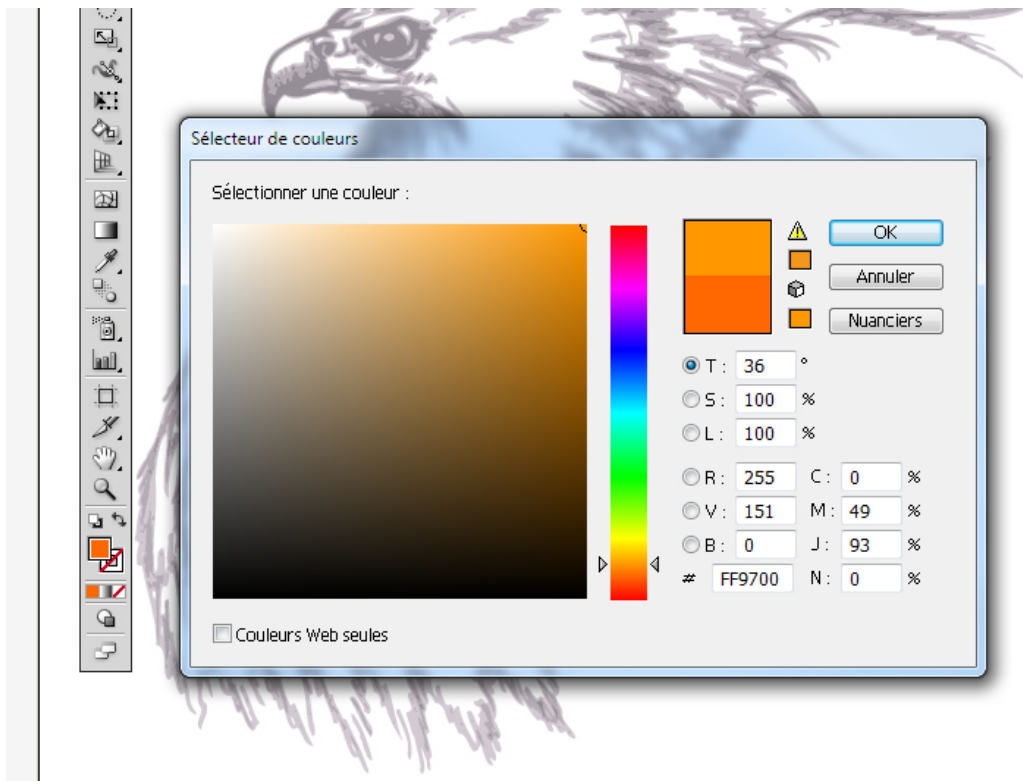 Sélecteur de couleurs
Sélectionner une couleur :
OK
Annuler
Nuanciers
T : 36 °
S : 100 %
L : 100 %
R : 255 C : 0 %
V : 151 M : 49 %
B : 0 J : 93 %
# FF9700 N : 0 %
Couleurs Web seules